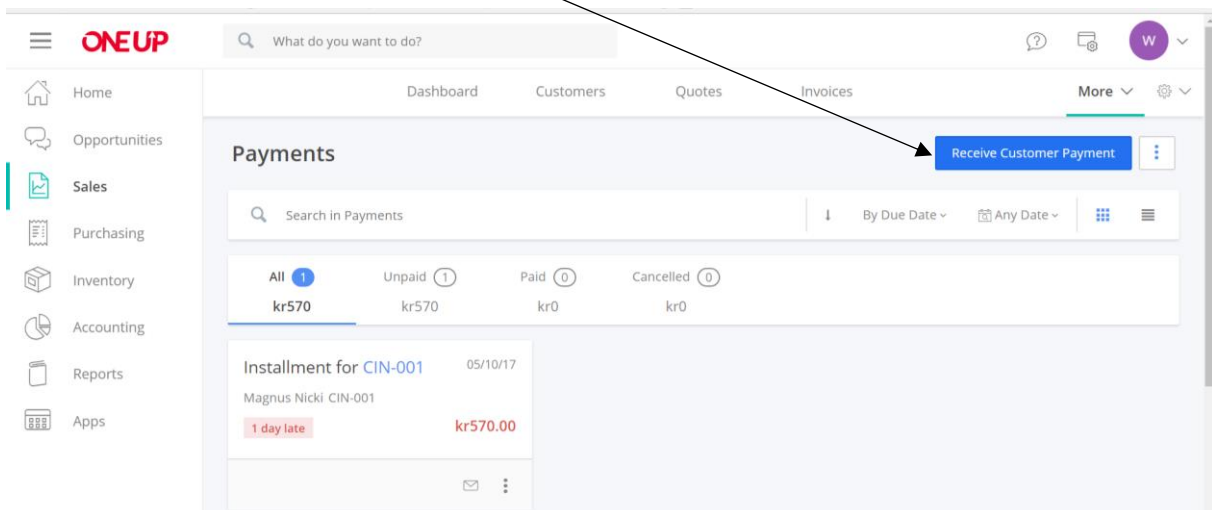 ONEUP
What do you want to do?
W
Home
Dashboard Customers Quotes Invoices More
Opportunities
Payments
Receive Customer Payment
Sales
Search in Payments
By Due Date
Any Date
Purchasing
All 1 Unpaid 1 Paid 0 Cancelled 0
kr570 kr570 kr0 kr0
Inventory
Accounting
Reports
Apps
Installment for CIN-001 05/10/17
Magnus Nicki CIN-001
1 day late kr570.00